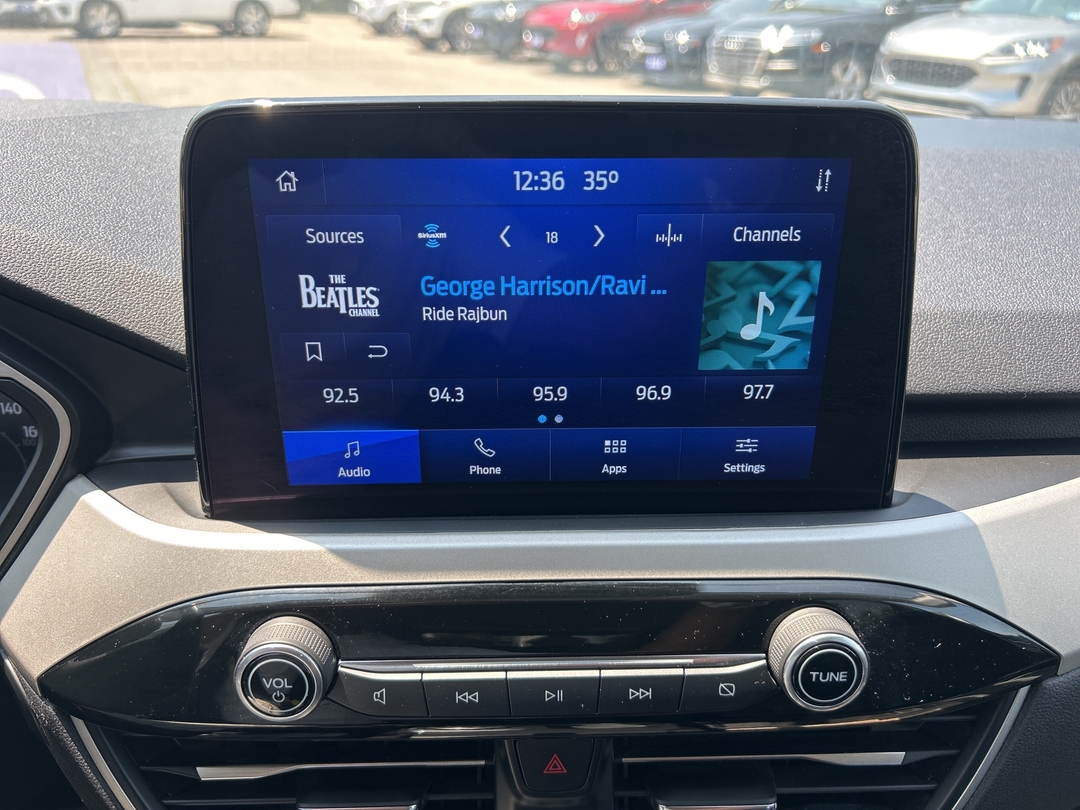 12:36 35º
Sources SiriusXM 18 Channels
THE BEATLES CHANNEL
George Harrison/Ravi ...
Ride Rajbun
92.5 94.3 95.9 96.9 97.7
Audio Phone Apps Settings
140
16
VOL
TUNE